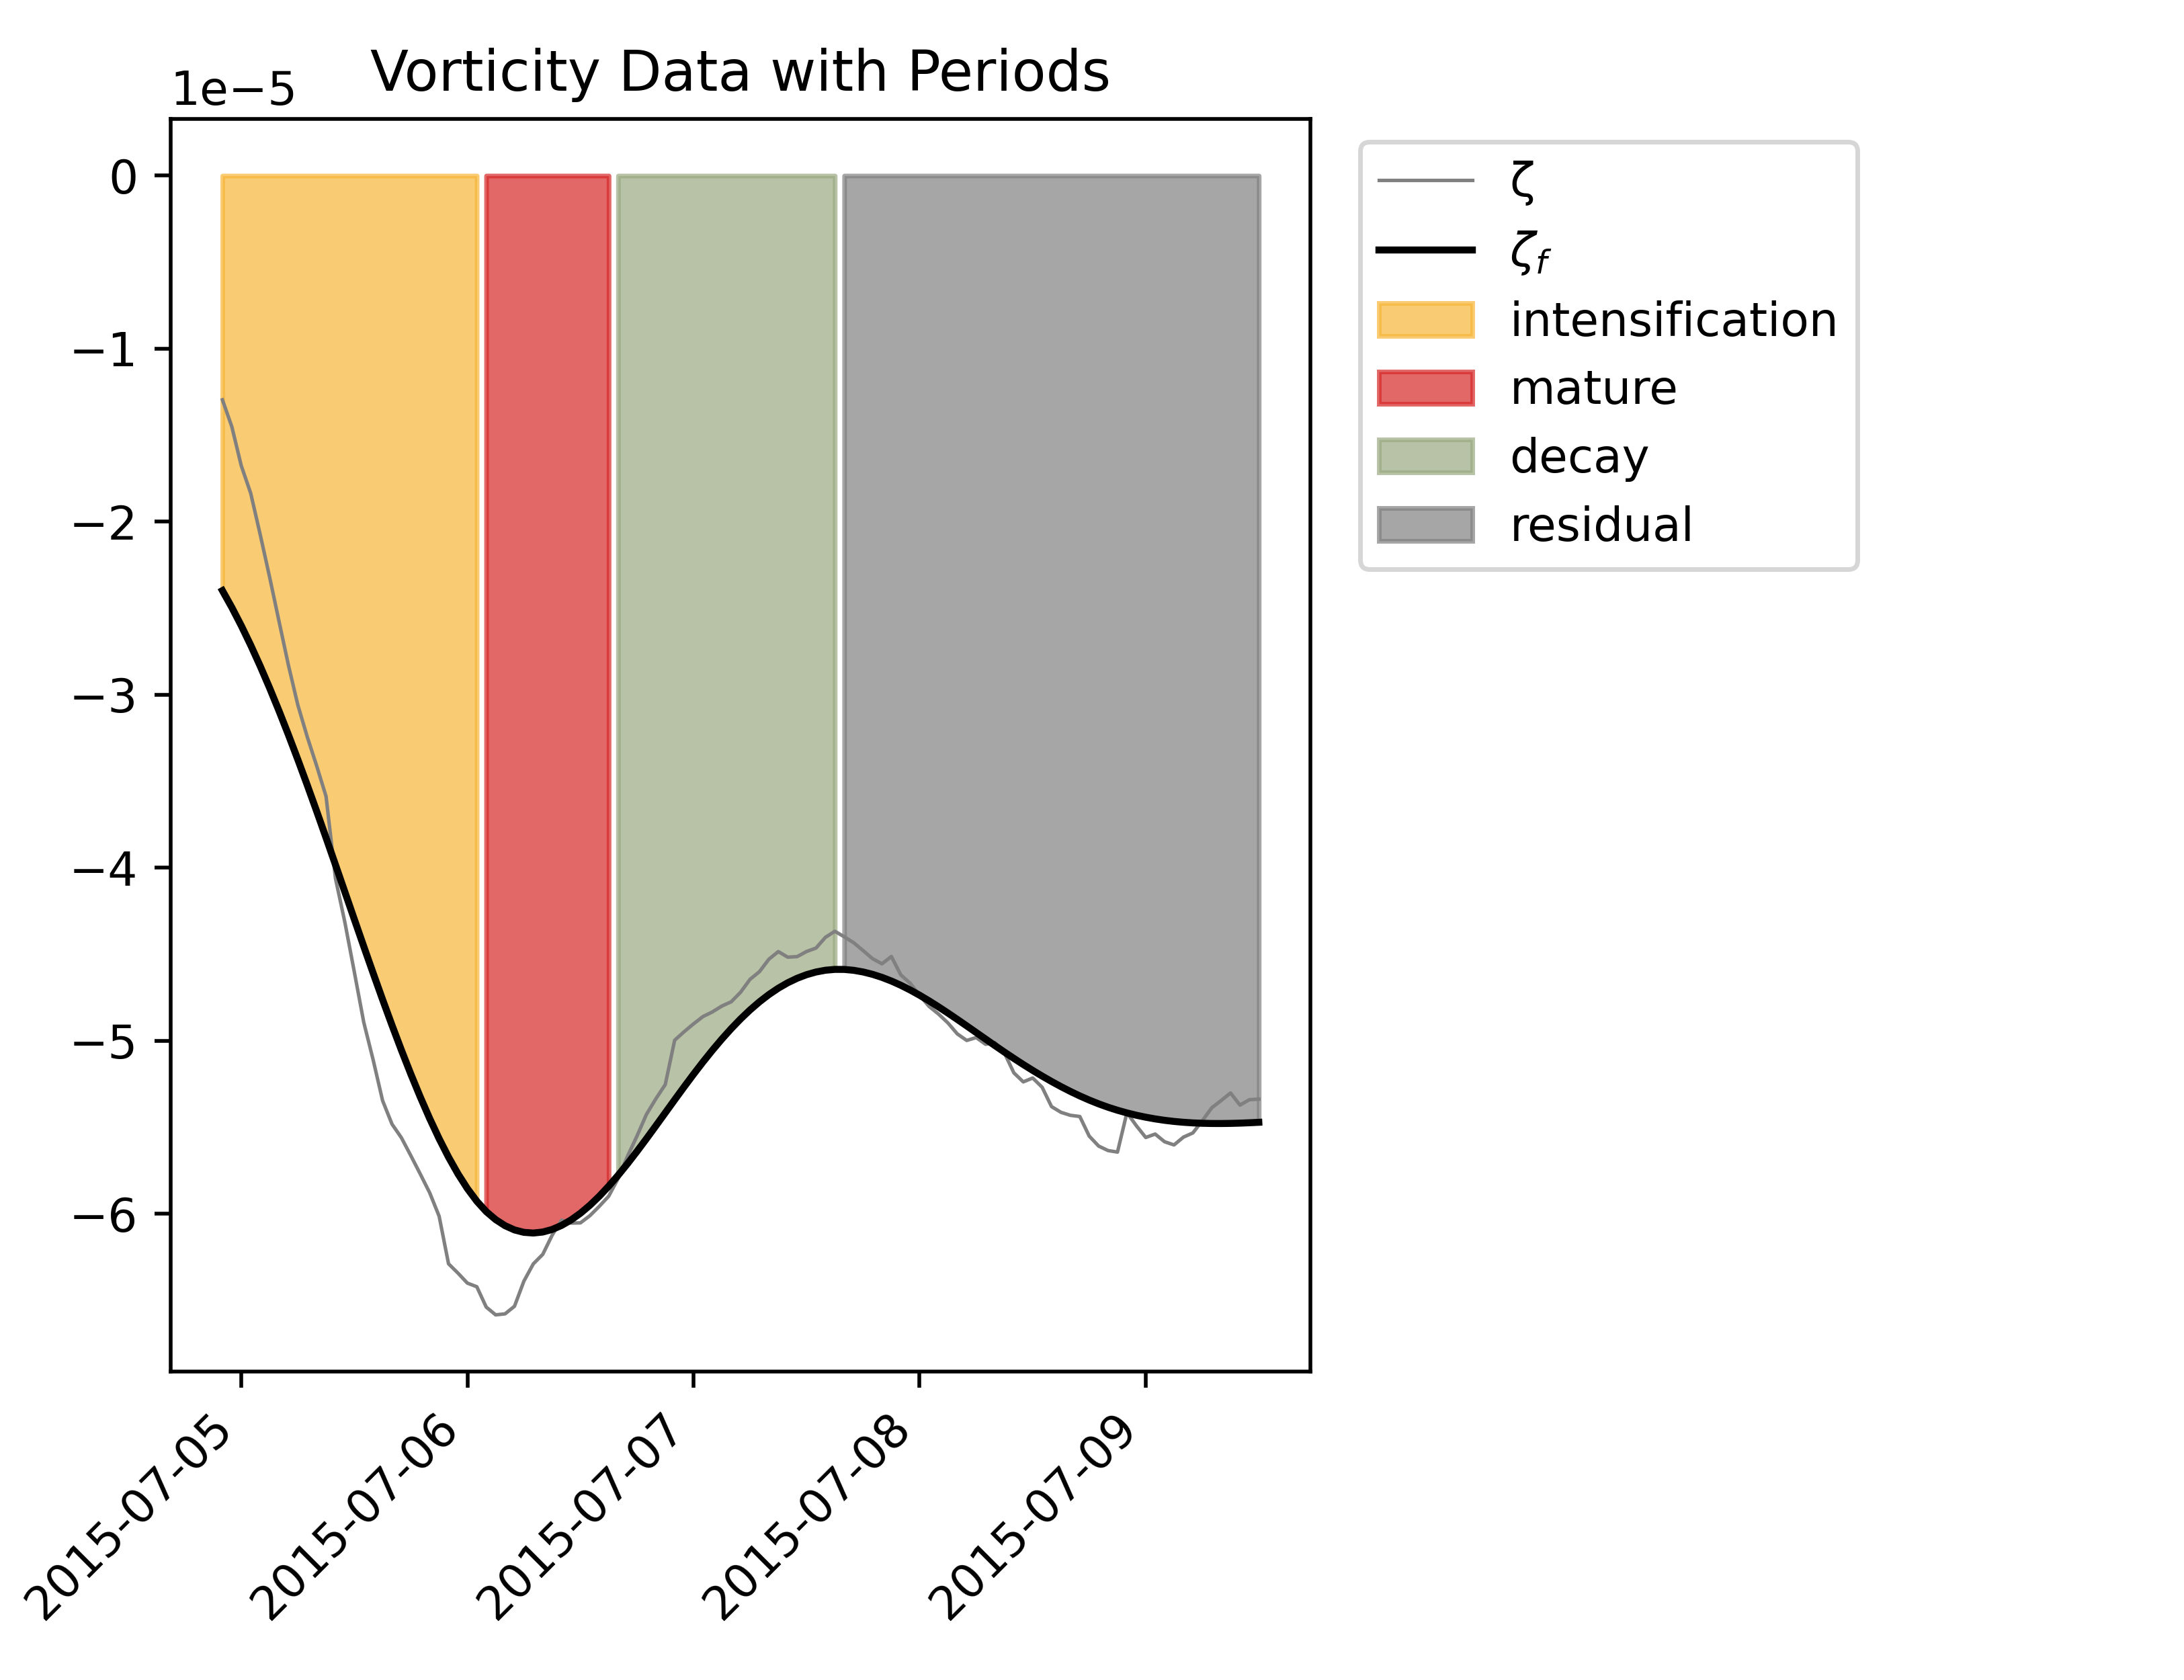 Vorticity Data with Periods
1e−5
0
−1
−2
−3
−4
−5
−6
2015-07-05
2015-07-06
2015-07-07
2015-07-08
2015-07-09
ζ
ζf
intensification
mature
decay
residual